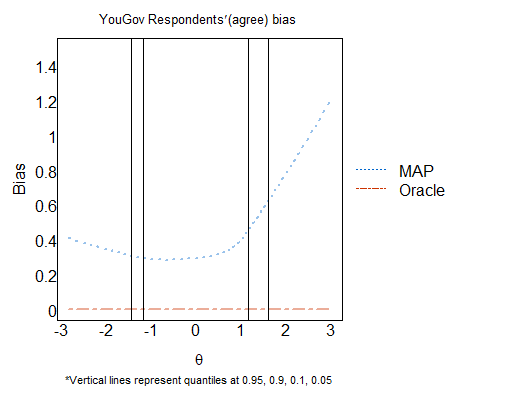 YouGov Respondents'(agree) bias
1.4
1.2
1
0.8
0.6
0.4
0.2
0
Bias
-3 -2 -1 0 1 2 3
θ
MAP
Oracle
*Vertical lines represent quantiles at 0.95, 0.9, 0.1, 0.05